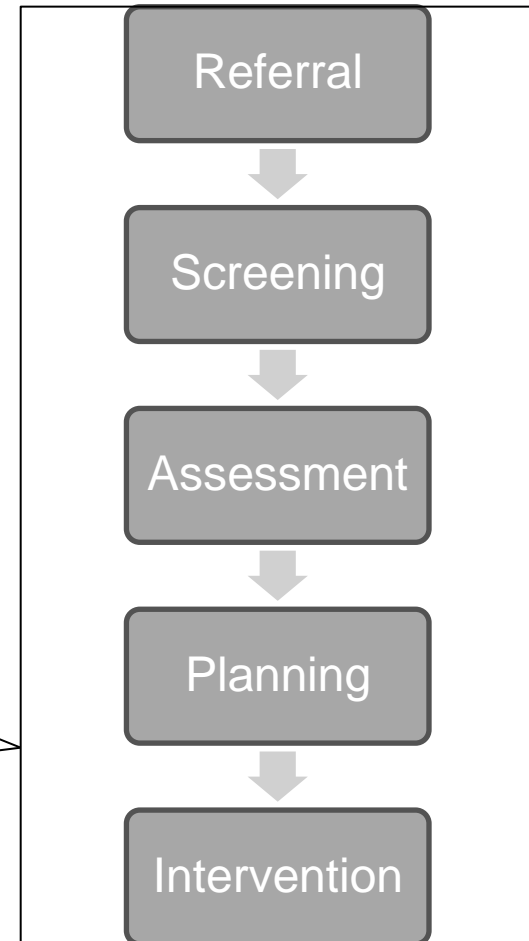 Referral
Screening
Assessment
Planning
Intervention